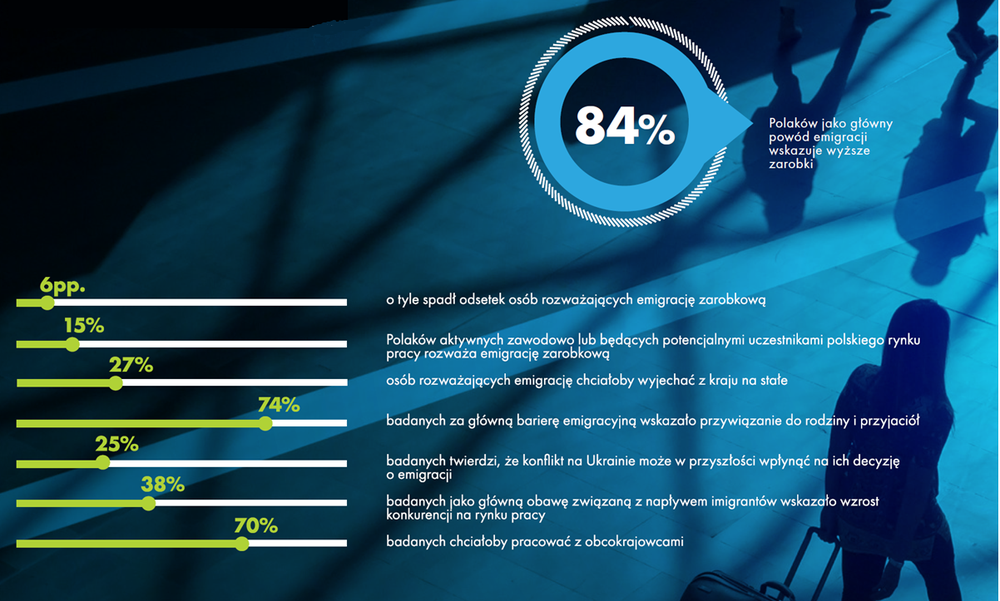 84%
Polaków jako główny
powód emigracji
wskazuje wyższe
zarobki
6pp.
o tyle spadł odsetek osób rozważających emigrację zarobkową
15%
Polaków aktywnych zawodowo lub będących potencjalnymi uczestnikami polskiego rynku
pracy rozważa emigrację zarobkową
27%
osób rozważających emigrację chciałoby wyjechać z kraju na stałe
74%
badanych za główną barierę emigracyjną wskazało przywiązanie do rodziny i przyjaciół
25%
badanych twierdzi, że konflikt na Ukrainie może w przyszłości wpłynąć na ich decyzję
o emigracji
38%
badanych jako główną obawę związaną z napływem imigrantów wskazało wzrost
konkurencji na rynku pracy
70%
badanych chciałoby pracować z obcokrajowcami